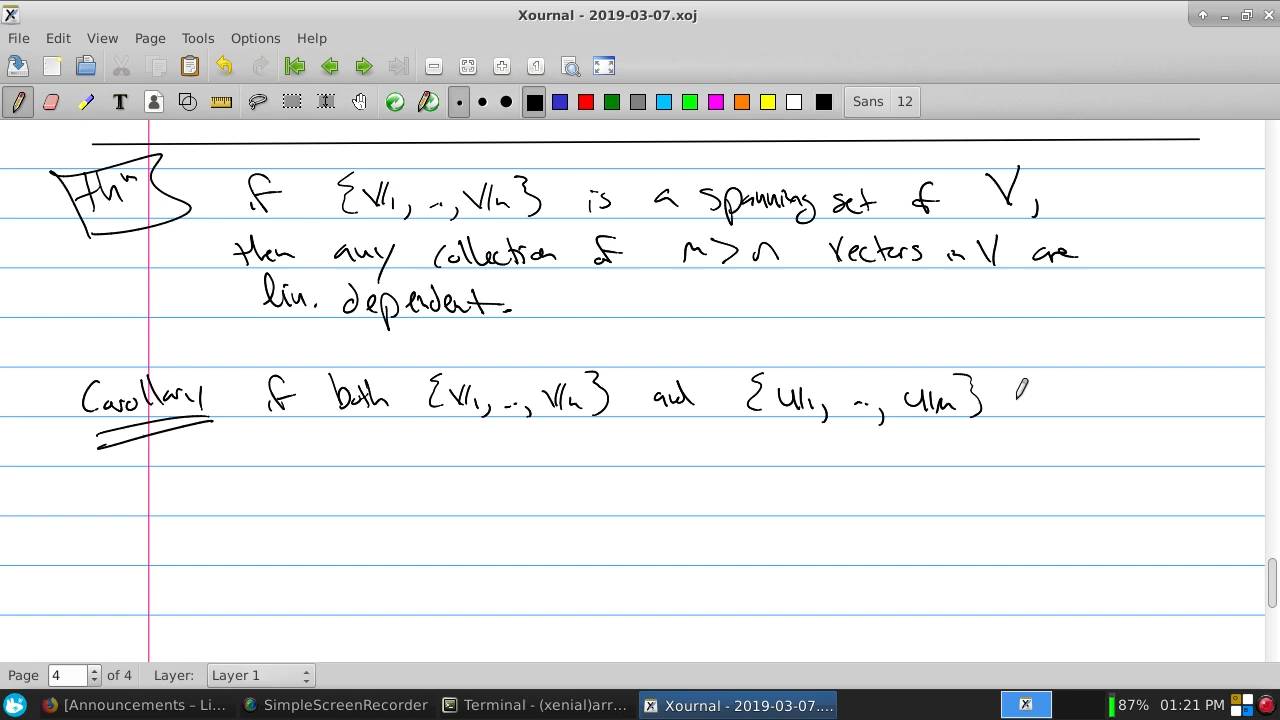 Xournal - 2019-03-07.xoj
File Edit View Page Tools Options Help
Sans 12
thm if {v1, .., vn} is a spanning set of V,
then any collection of m > n vectors in V are
lin. dependent.
Corollary if both {v1, .., vn} and {u1, .., um}
Page 4 of 4 Layer: Layer 1
[Announcements – Li... SimpleScreenRecorder Terminal - (xenial)arr... Xournal - 2019-03-07.... 87% 01:21 PM